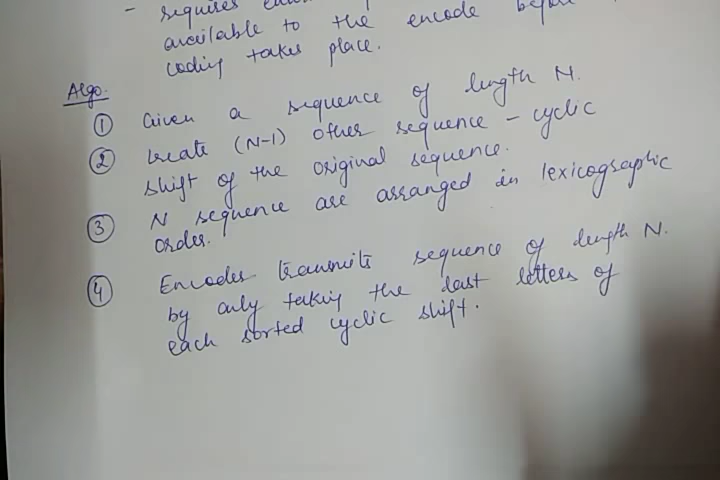 - requires
available to the encode before
coding takes place.
Algo.
① Given a sequence of length N.
② create (N-1) other sequence - cyclic
shift of the original sequence.
③ N sequence are arranged in lexicographic
order.
④ Encoder transmits sequence of length N.
by only taking the last letters of
each sorted cyclic shift.